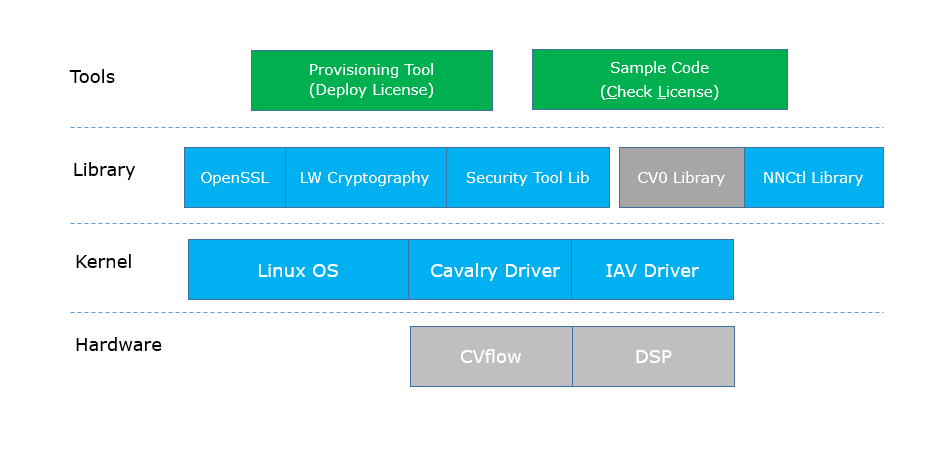 Tools
Provisioning Tool
(Deploy License)
Sample Code
(Check License)
Library
OpenSSL
LW Cryptography
Security Tool Lib
CV0 Library
NNCtl Library
Kernel
Linux OS
Cavalry Driver
IAV Driver
Hardware
CVflow
DSP